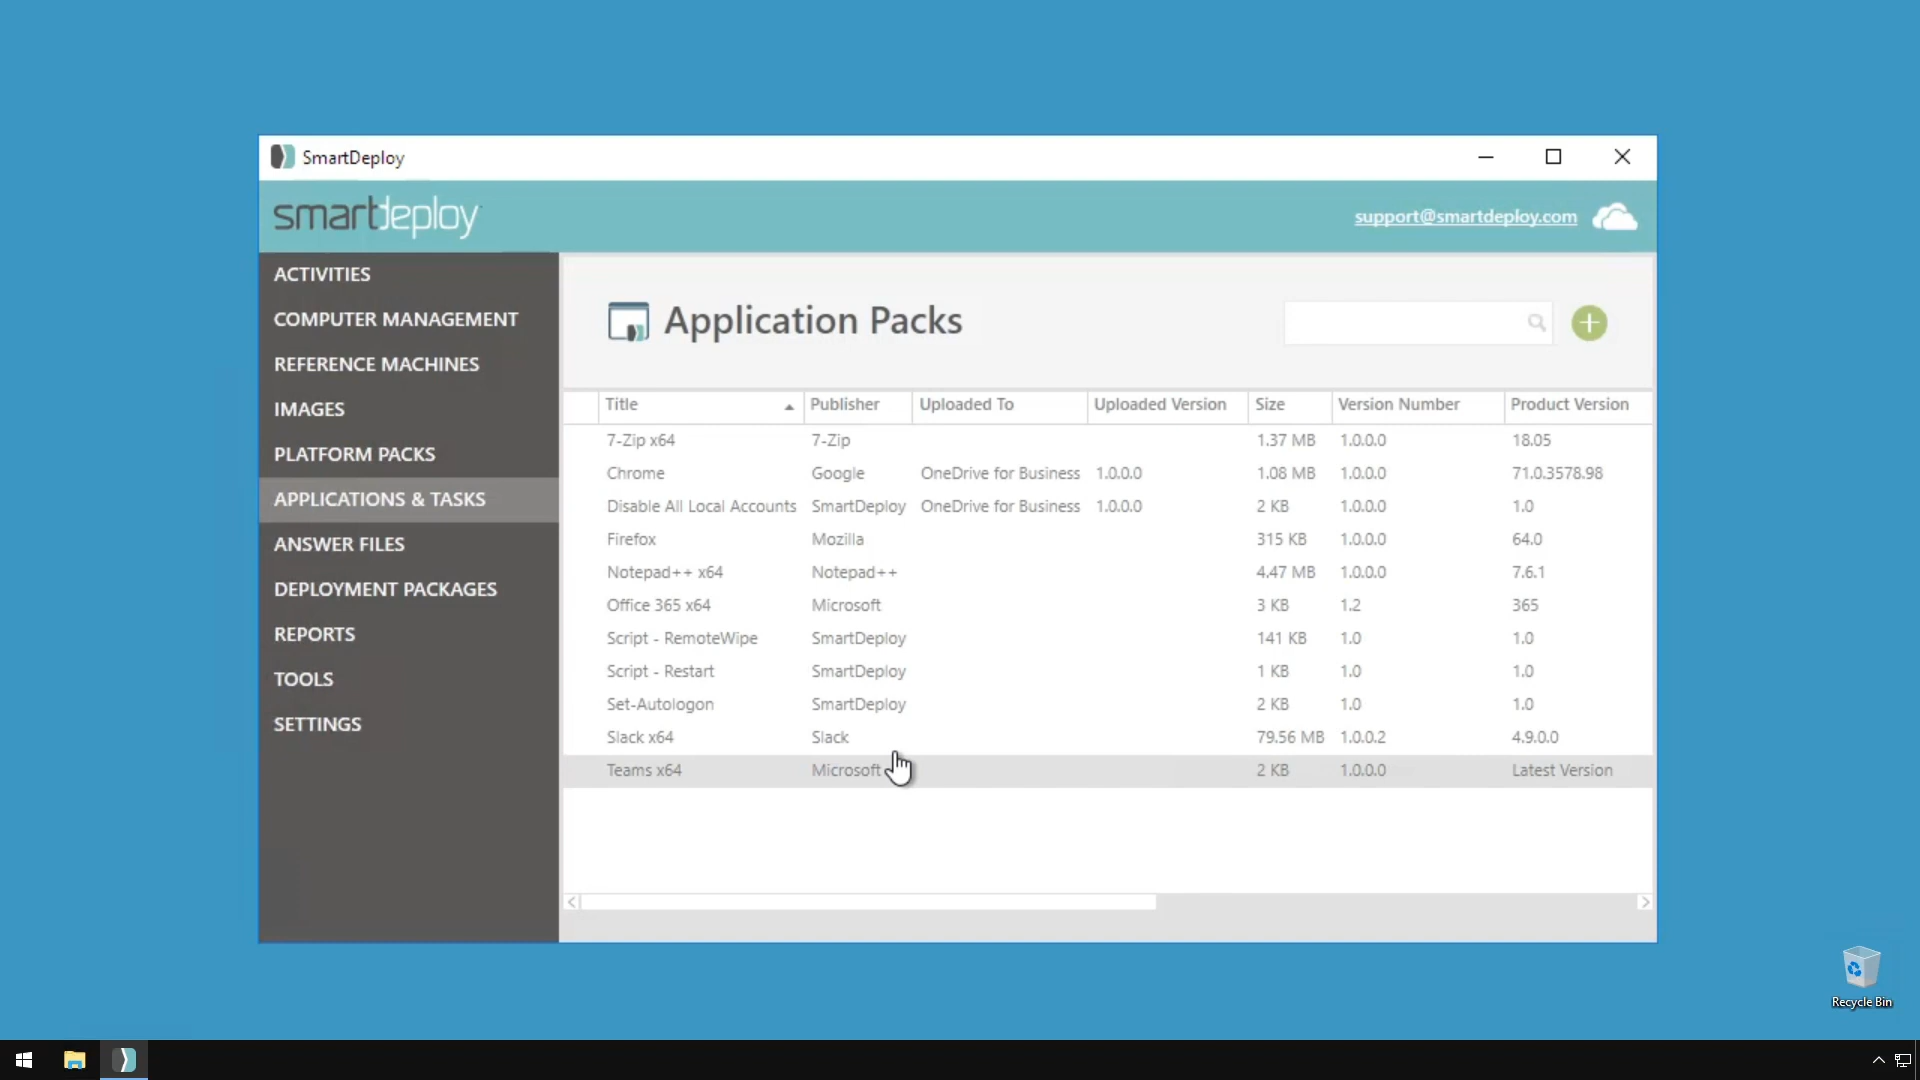 SmartDeploy
smartdeploy
support@smartdeploy.com
ACTIVITIES
COMPUTER MANAGEMENT
REFERENCE MACHINES
IMAGES
PLATFORM PACKS
APPLICATIONS & TASKS
ANSWER FILES
DEPLOYMENT PACKAGES
REPORTS
TOOLS
SETTINGS
Application Packs
Title Publisher Uploaded To Uploaded Version Size Version Number Product Version
7-Zip x64 7-Zip 1.37 MB 1.0.0.0 18.05
Chrome Google OneDrive for Business 1.0.0.0 1.08 MB 1.0.0.0 71.0.3578.98
Disable All Local Accounts SmartDeploy OneDrive for Business 1.0.0.0 2 KB 1.0.0.0 1.0
Firefox Mozilla 315 KB 1.0.0.0 64.0
Notepad++ x64 Notepad++ 4.47 MB 1.0.0.0 7.6.1
Office 365 x64 Microsoft 3 KB 1.2 365
Script - RemoteWipe SmartDeploy 141 KB 1.0 1.0
Script - Restart SmartDeploy 1 KB 1.0 1.0
Set-Autologon SmartDeploy 2 KB 1.0 1.0
Slack x64 Slack 79.56 MB 1.0.0.2 4.9.0.0
Teams x64 Microsoft 2 KB 1.0.0.0 Latest Version
Recycle Bin